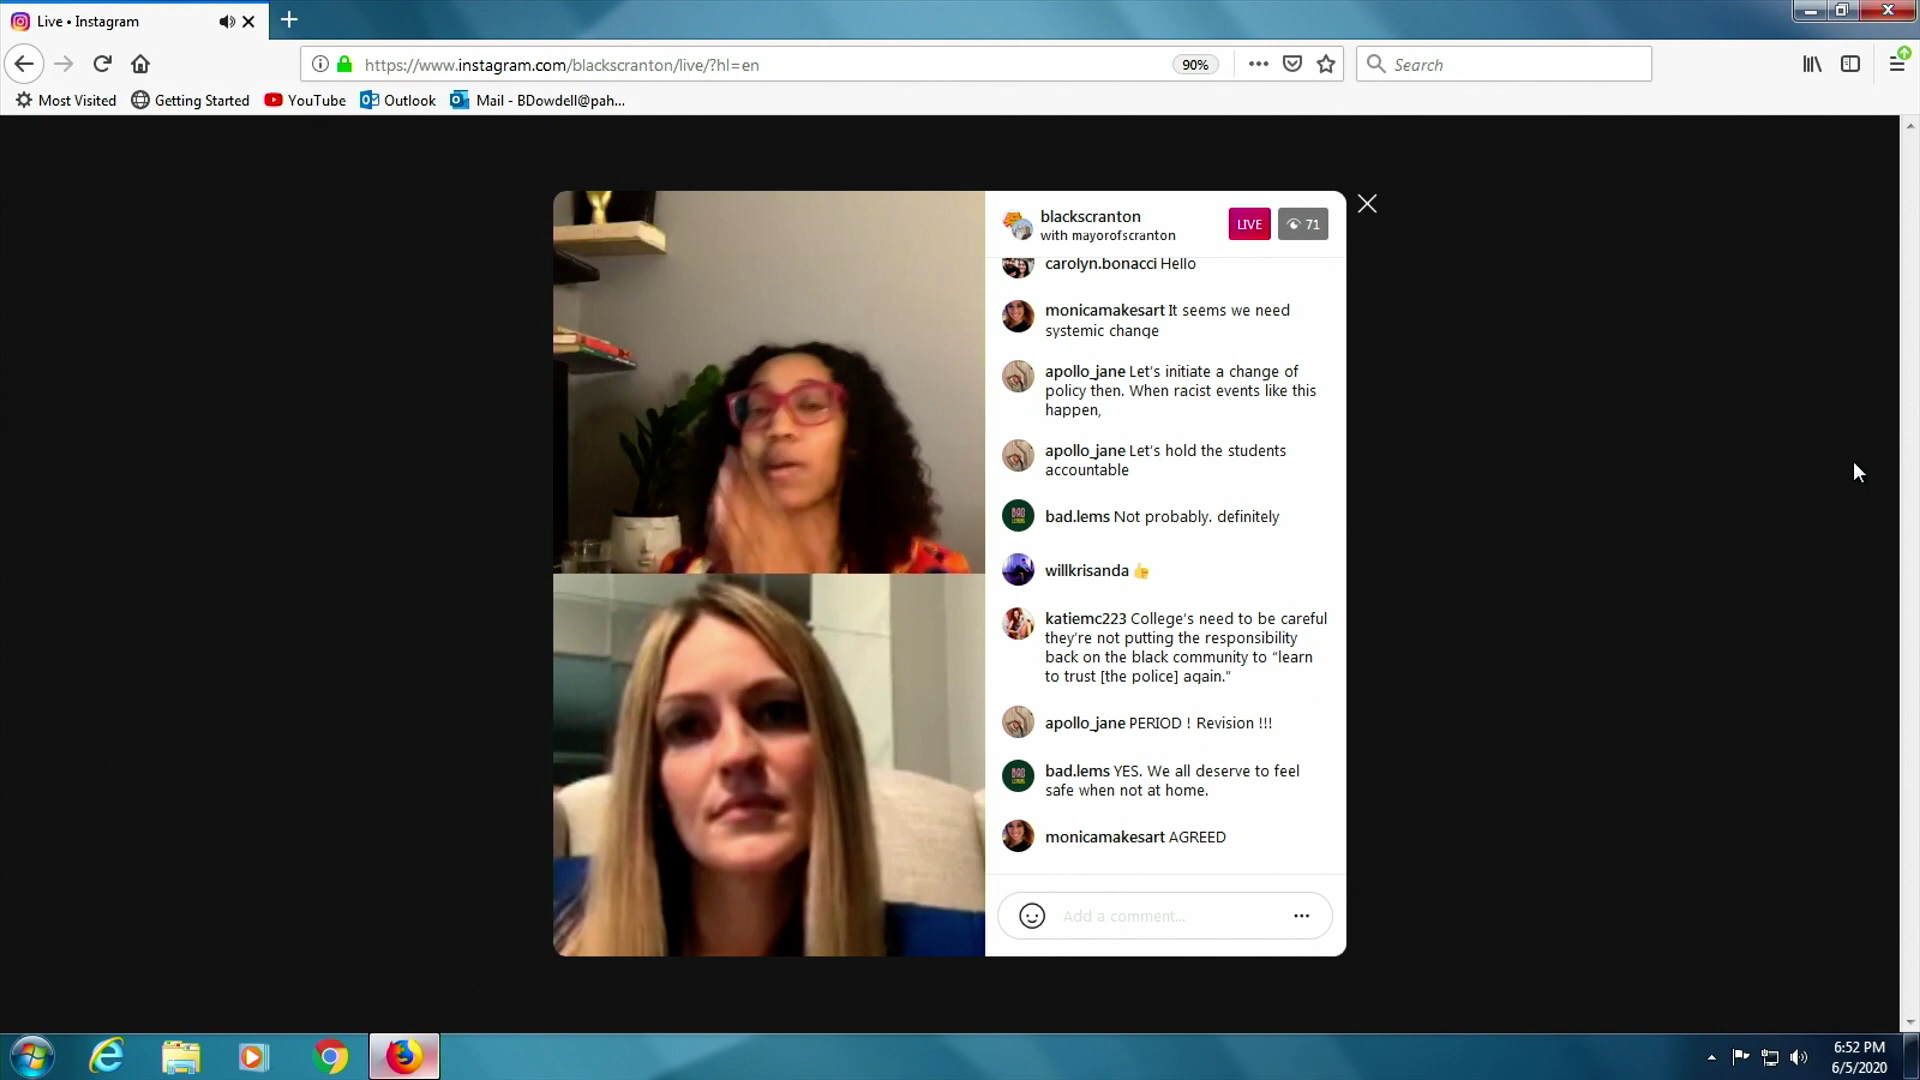 Live • Instagram
https://www.instagram.com/blackscranton/live/?hl=en
90%
Search
Most Visited
Getting Started
YouTube
Outlook
Mail - BDowdell@pah...
blackscranton
with mayorofscranton
LIVE
71
carolyn.bonacci Hello
monicamakesart It seems we need
systemic change
apollo_jane Let's initiate a change of
policy then. When racist events like this
happen,
apollo_jane Let's hold the students
accountable
bad.lems Not probably. definitely
willkrisanda 👍
katiemc223 College's need to be careful
they're not putting the responsibility
back on the black community to “learn
to trust [the police] again.”
apollo_jane PERIOD ! Revision !!!
bad.lems YES. We all deserve to feel
safe when not at home.
monicamakesart AGREED
Add a comment...
6:52 PM
6/5/2020